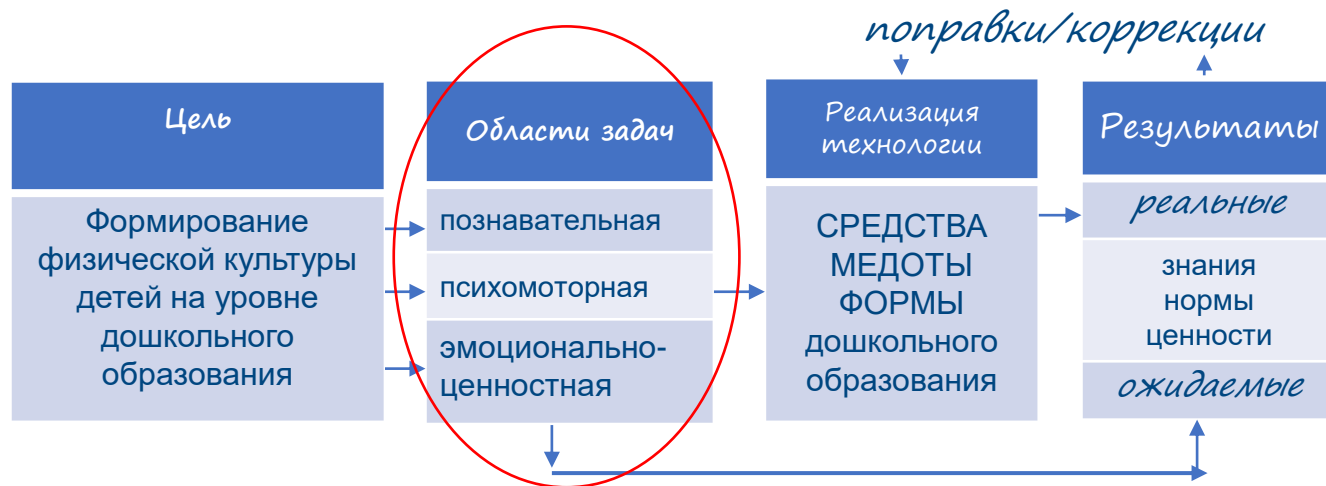 поправки/коррекции
Цель
Формирование
физической культуры
детей на уровне
дошкольного
образования
Области задач
познавательная
психомоторная
эмоционально-
ценностная
Реализация
технологии
СРЕДСТВА
МЕДОТЫ
ФОРМЫ
дошкольного
образования
Результаты
реальные
знания
нормы
ценности
ожидаемые